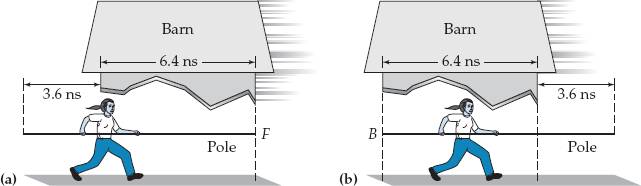 Barn
6.4 ns
3.6 ns
F
Pole
(a)
Barn
6.4 ns
3.6 ns
B
Pole
(b)